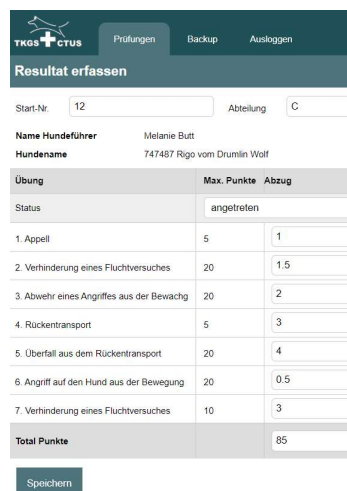 TKGS CTUS
Prüfungen Backup Ausloggen
Resultat erfassen
Start-Nr. 12 Abteilung C
Name Hundeführer Melanie Butt
Hundename 747487 Rigo vom Drumlin Wolf
Übung Max. Punkte Abzug
Status angetreten
1. Appell 5 1
2. Verhinderung eines Fluchtversuches 20 1.5
3. Abwehr eines Angriffes aus der Bewachg 20 2
4. Rückentransport 5 3
5. Überfall aus dem Rückentransport 20 4
6. Angriff auf den Hund aus der Bewegung 20 0.5
7. Verhinderung eines Fluchtversuches 10 3
Total Punkte 85
Speichern